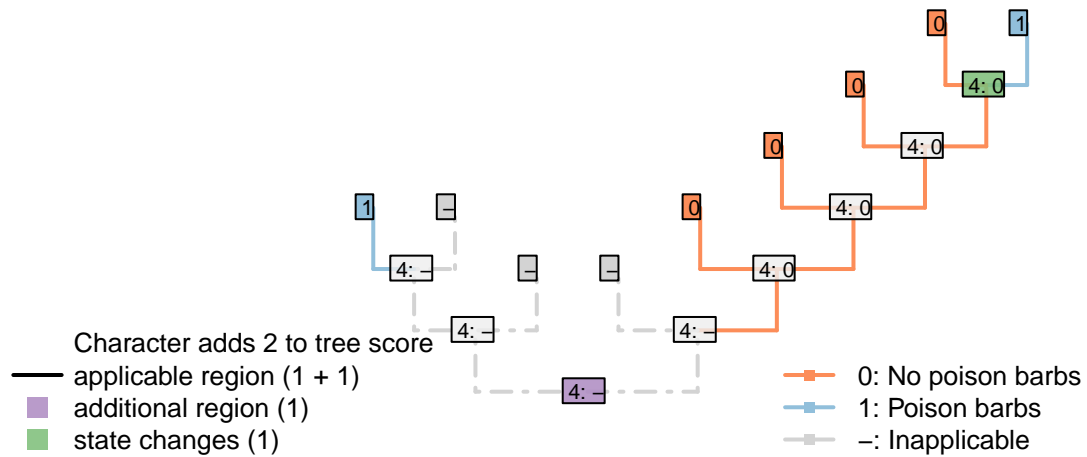 0 1
4: 0
0
4: 0
0
4: 0
1 – 0
4: – – – 4: 0
4: – 4: –
4: –
Character adds 2 to tree score
applicable region (1 + 1)
additional region (1)
state changes (1)
0: No poison barbs
1: Poison barbs
–: Inapplicable